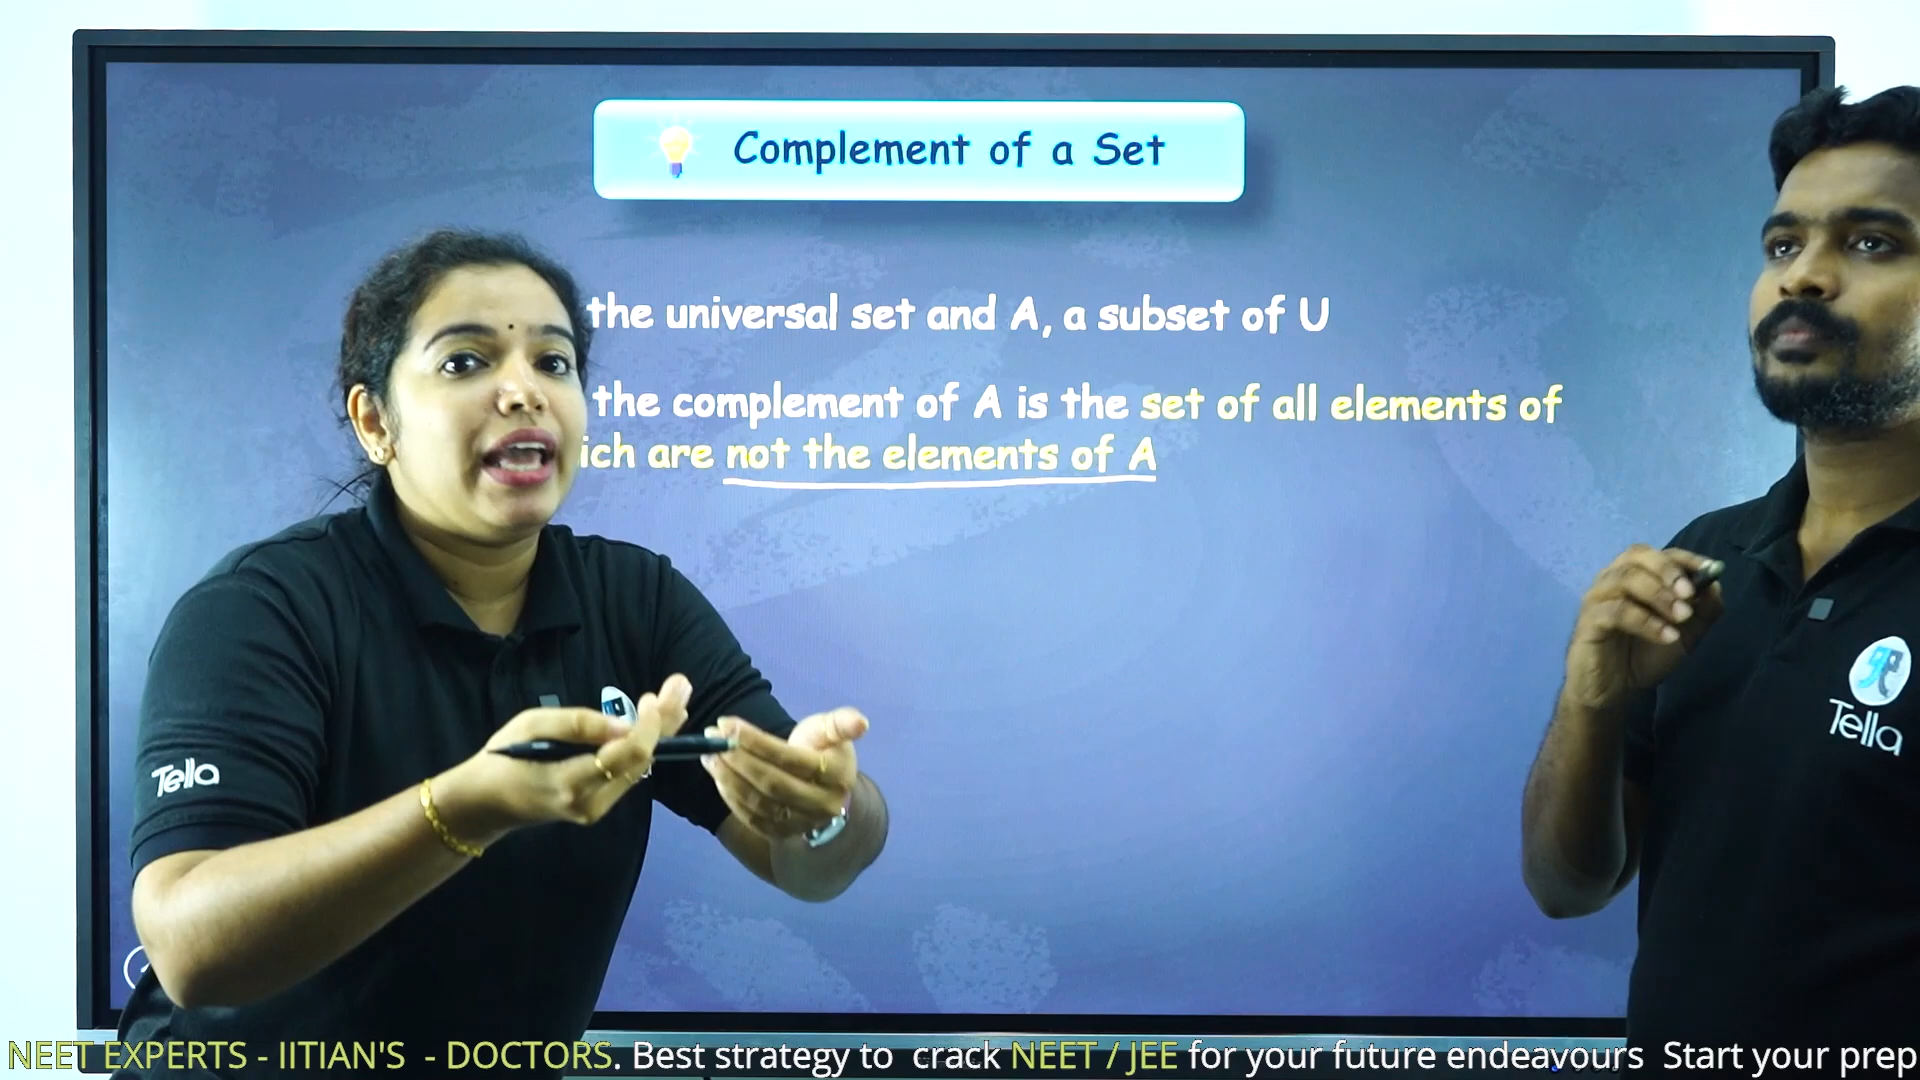 Complement of a Set
the universal set and A, a subset of U
the complement of A is the set of all elements of
ich are not the elements of A
Tella
Tella
NEET EXPERTS - IITIAN'S - DOCTORS. Best strategy to crack NEET / JEE for your future endeavours Start your prep